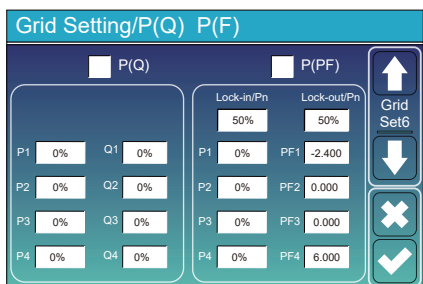 Grid Setting/P(Q) P(F)
P(Q)
P(PF)
Lock-in/Pn Lock-out/Pn
50% 50%
P1 0% Q1 0% P1 0% PF1 -2.400
P2 0% Q2 0% P2 0% PF2 0.000
P3 0% Q3 0% P3 0% PF3 0.000
P4 0% Q4 0% P4 0% PF4 6.000
Grid
Set6